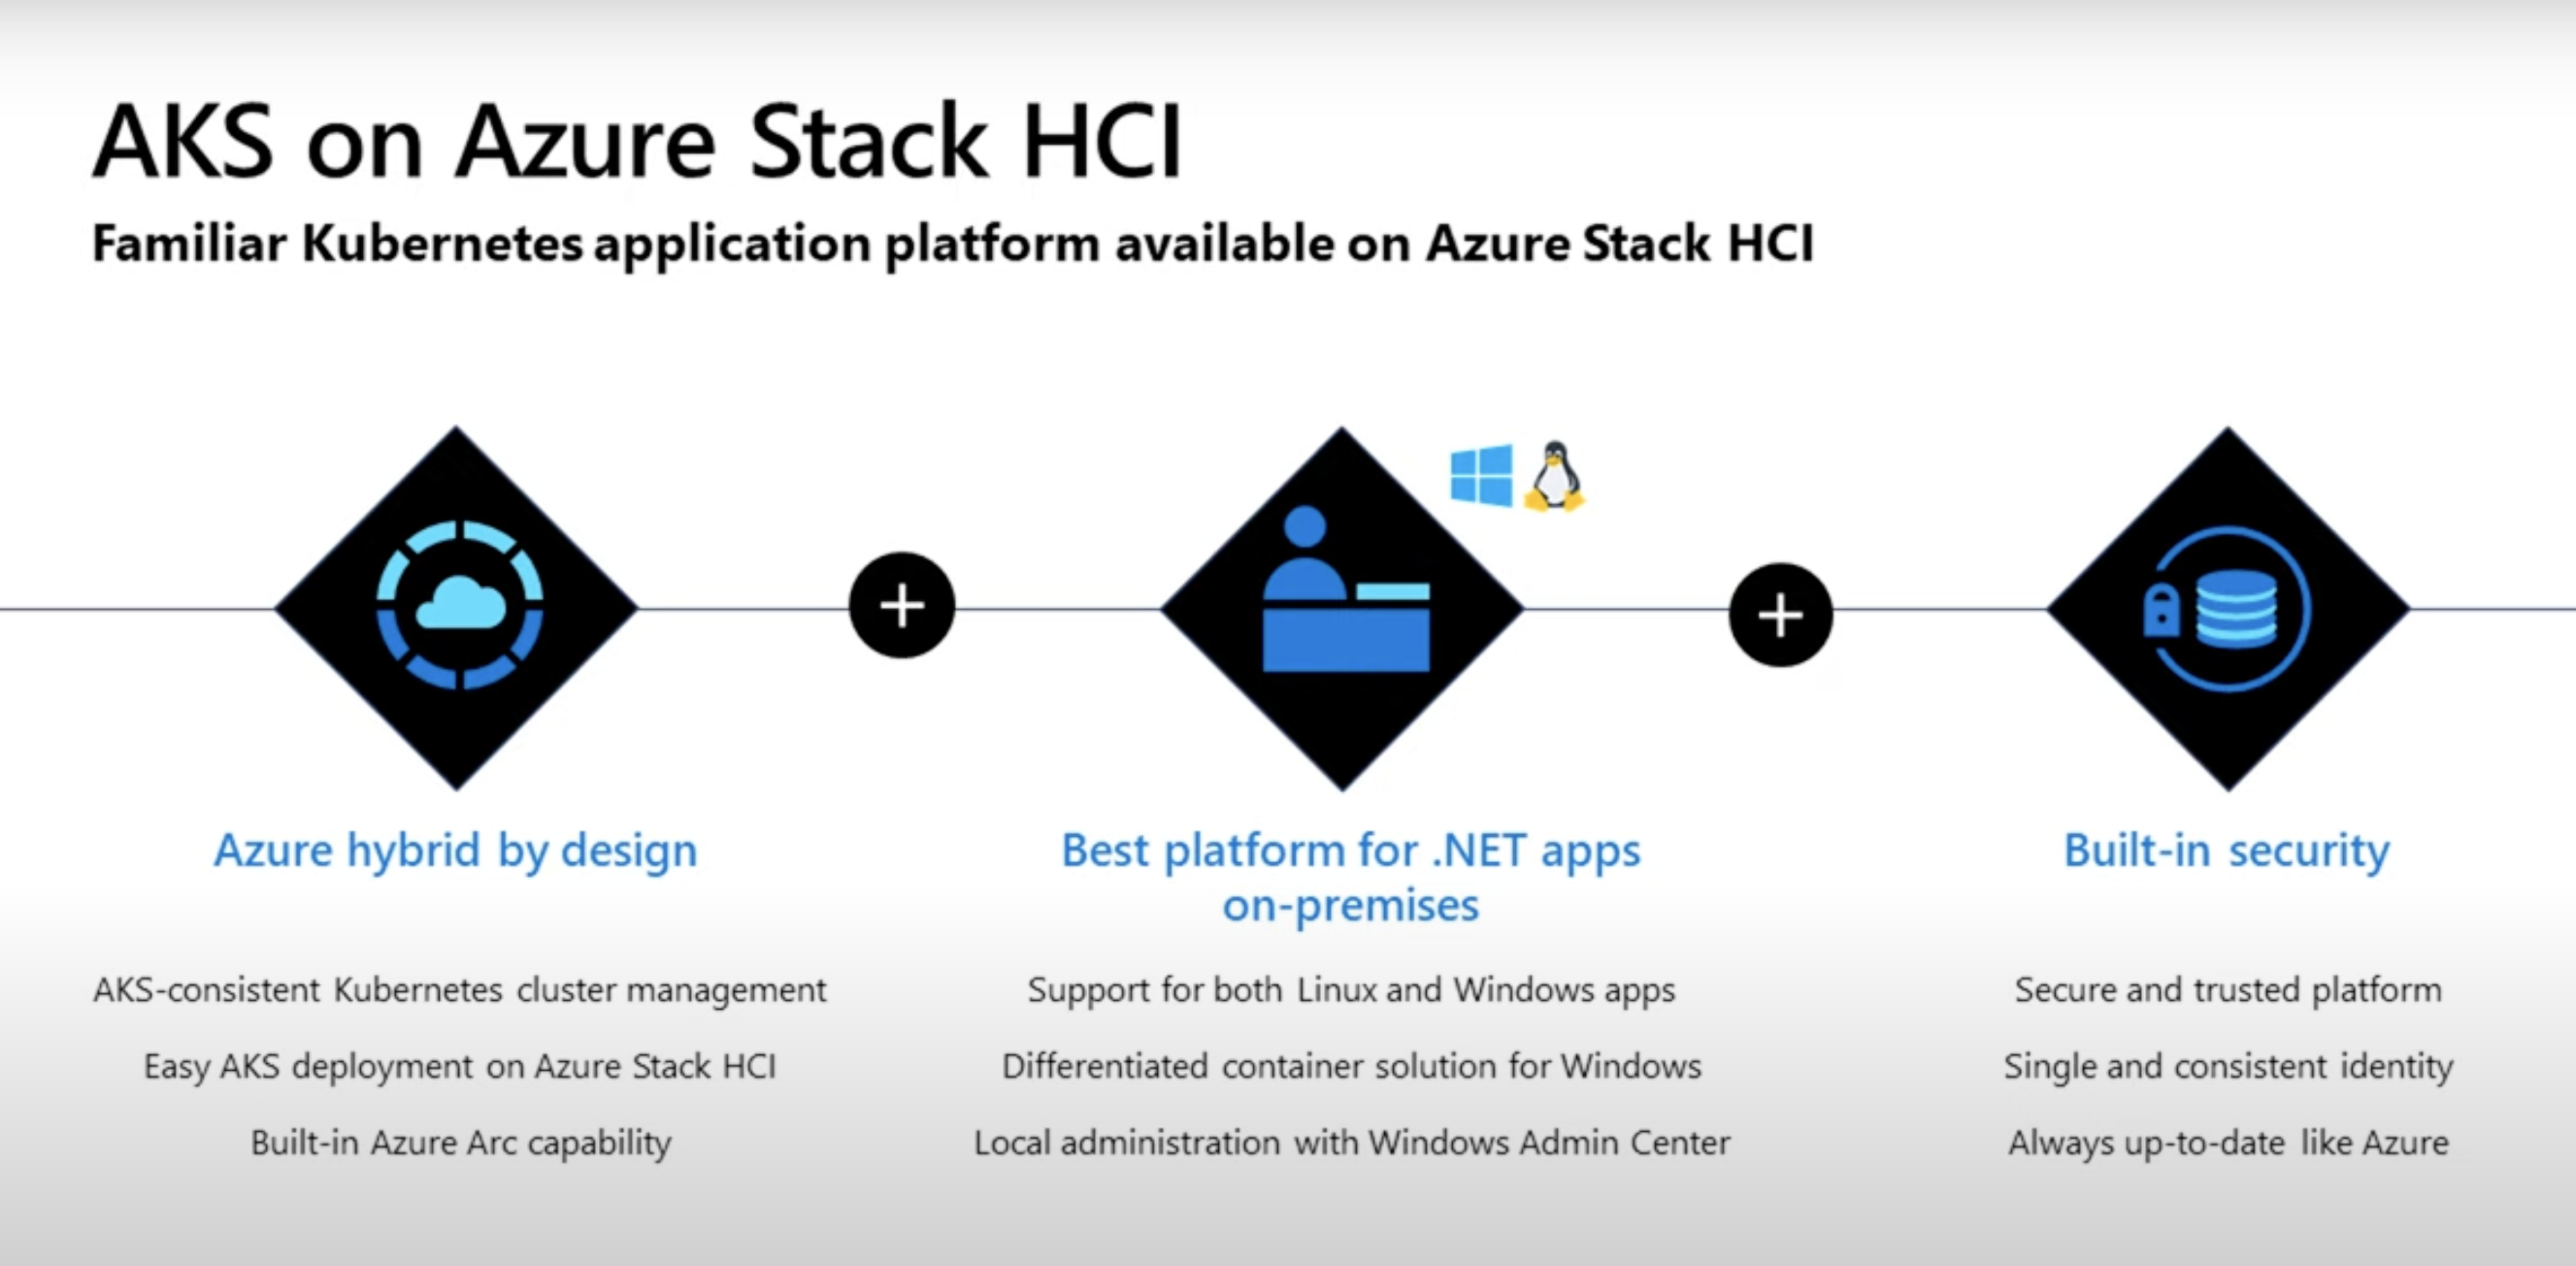 AKS on Azure Stack HCI
Familiar Kubernetes application platform available on Azure Stack HCI
Azure hybrid by design
AKS-consistent Kubernetes cluster management
Easy AKS deployment on Azure Stack HCI
Built-in Azure Arc capability
Best platform for .NET apps
on-premises
Support for both Linux and Windows apps
Differentiated container solution for Windows
Local administration with Windows Admin Center
Built-in security
Secure and trusted platform
Single and consistent identity
Always up-to-date like Azure